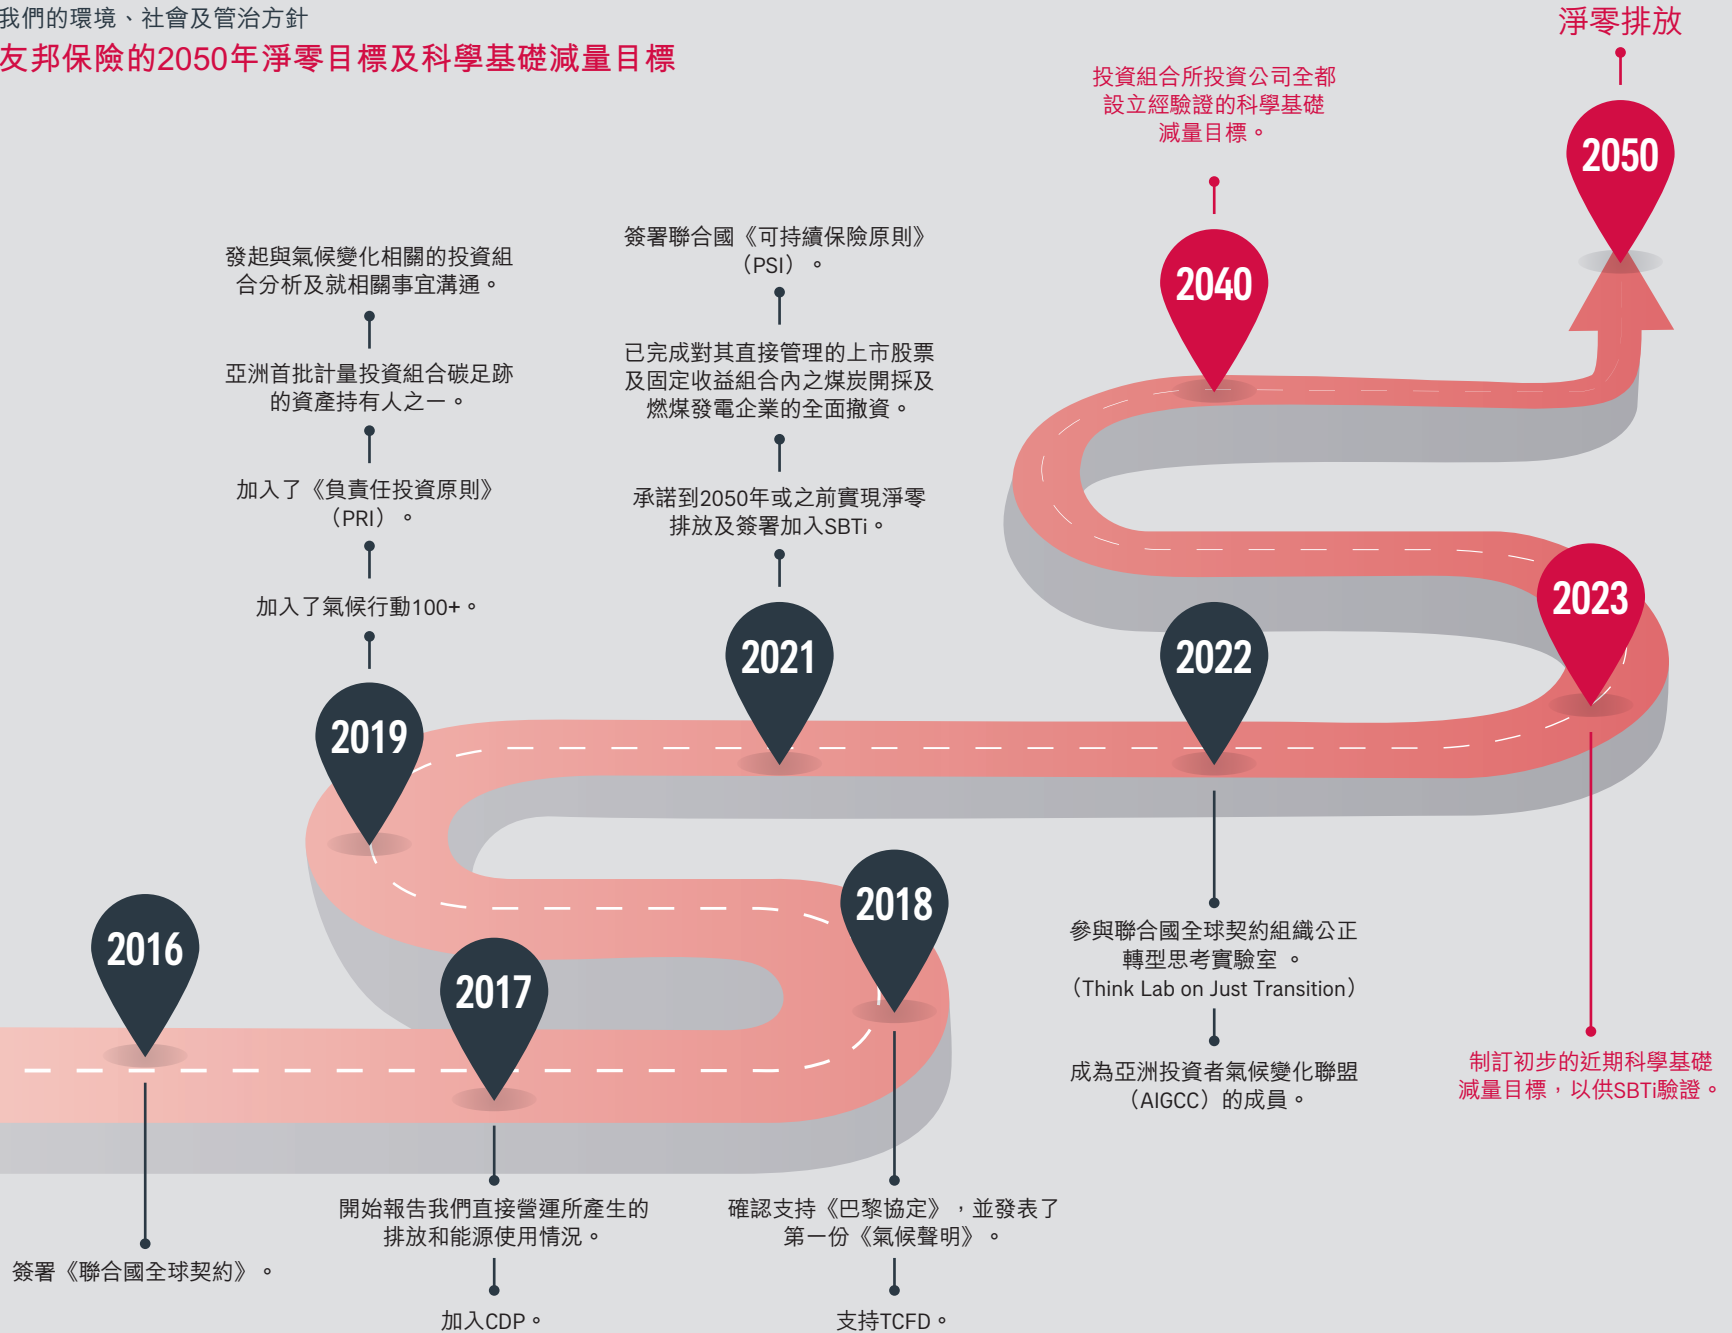 我們的環境、社會及管治方針
友邦保險的2050年淨零目標及科學基礎減量目標
淨零排放
2050
投資組合所投資公司全都
設立經驗證的科學基礎
減量目標。
2040
發起與氣候變化相關的投資組
合分析及就相關事宜溝通。
亞洲首批計量投資組合碳足跡
的資產持有人之一。
加入了《負責任投資原則》
（PRI）。
加入了氣候行動100+。
2019
簽署聯合國《可持續保險原則》
（PSI）。
已完成對其直接管理的上市股票
及固定收益組合內之煤炭開採及
燃煤發電企業的全面撤資。
承諾到2050年或之前實現淨零
排放及簽署加入SBTi。
2021
2022
參與聯合國全球契約組織公正
轉型思考實驗室 。
（Think Lab on Just Transition）
成為亞洲投資者氣候變化聯盟
（AIGCC）的成員。
2023
制訂初步的近期科學基礎
減量目標，以供SBTi驗證。
2016
簽署《聯合國全球契約》。
2017
開始報告我們直接營運所產生的
排放和能源使用情況。
加入CDP。
2018
確認支持《巴黎協定》，並發表了
第一份《氣候聲明》。
支持TCFD。